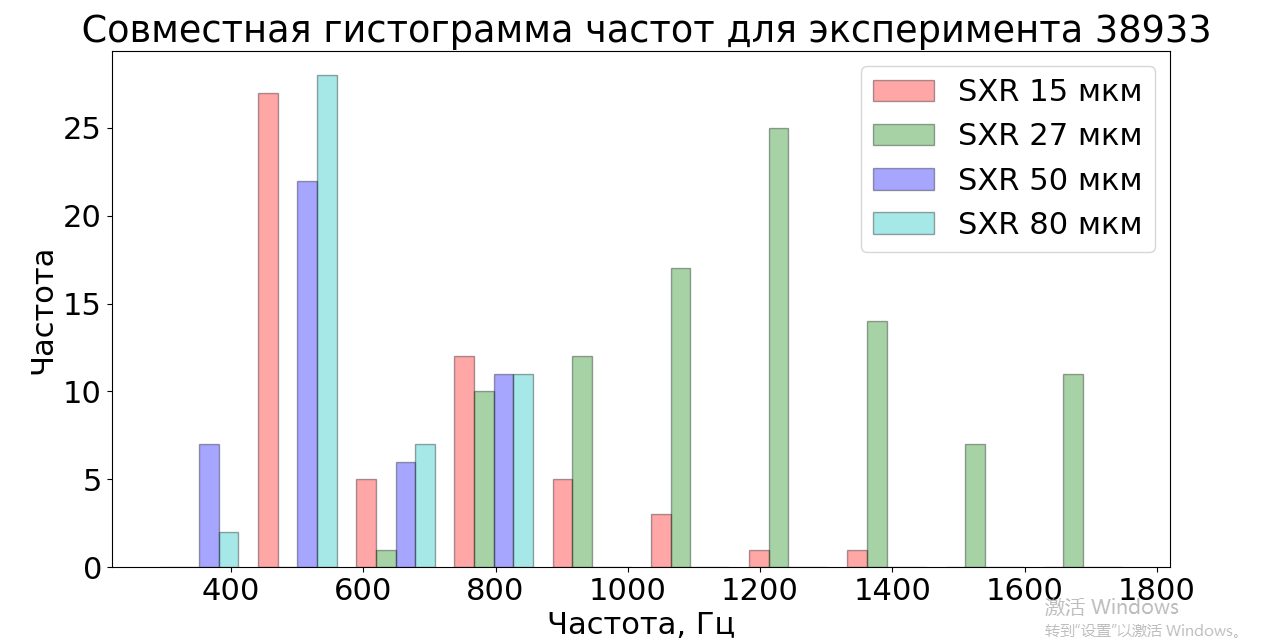 Совместная гистограмма частот для эксперимента 38933
SXR 15 мкм
SXR 27 мкм
SXR 50 мкм
SXR 80 мкм
Частота
25
20
15
10
5
0
400 600 800 1000 1200 1400 1600 1800
Частота, Гц
激活 Windows
转到"设置"以激活 Windows。